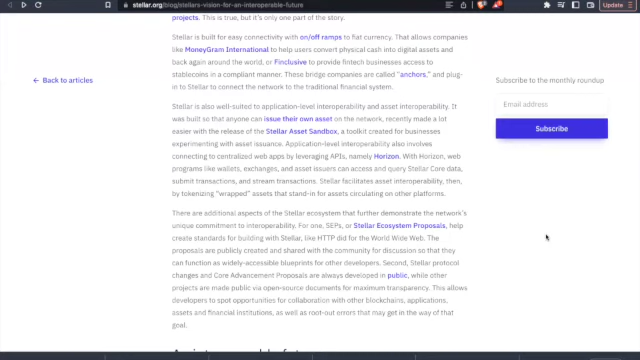 stellar.org/blog/stellars-vision-for-an-interoperable-future
Update
projects. This is true, but it's only one part of the story.
Stellar is built for easy connectivity with on/off ramps to fiat currency. That allows companies
like MoneyGram International to help users convert physical cash into digital assets and
back again around the world, or Finclusive to provide fintech businesses access to
← Back to articles
stablecoins in a compliant manner. These bridge companies are called "anchors," and plug-
in to Stellar to connect the network to the traditional financial system.
Subscribe to the monthly roundup
Email address
Subscribe
Stellar is also well-suited to application-level interoperability and asset interoperability. It
was built so that anyone can issue their own asset on the network, recently made a lot
easier with the release of the Stellar Asset Sandbox, a toolkit created for businesses
experimenting with asset issuance. Application-level interoperability also involves
connecting to centralized web apps by leveraging APIs, namely Horizon. With Horizon, web
programs like wallets, exchanges, and asset issuers can access and query Stellar Core data,
submit transactions, and stream transactions. Stellar facilitates asset interoperability, then,
by tokenizing "wrapped" assets that stand-in for assets circulating on other platforms.
There are additional aspects of the Stellar ecosystem that further demonstrate the network's
unique commitment to interoperability. For one, SEPs, or Stellar Ecosystem Proposals, help
create standards for building with Stellar, like HTTP did for the World Wide Web. The
proposals are publicly created and shared with the community for discussion so that they
can function as widely-accessible blueprints for other developers. Second, Stellar protocol
changes and Core Advancement Proposals are always developed in public, while other
projects are made public via open-source documents for maximum transparency. This allows
developers to spot opportunities for collaboration with other blockchains, applications,
assets and financial institutions, as well as root-out errors that may get in the way of that
goal.